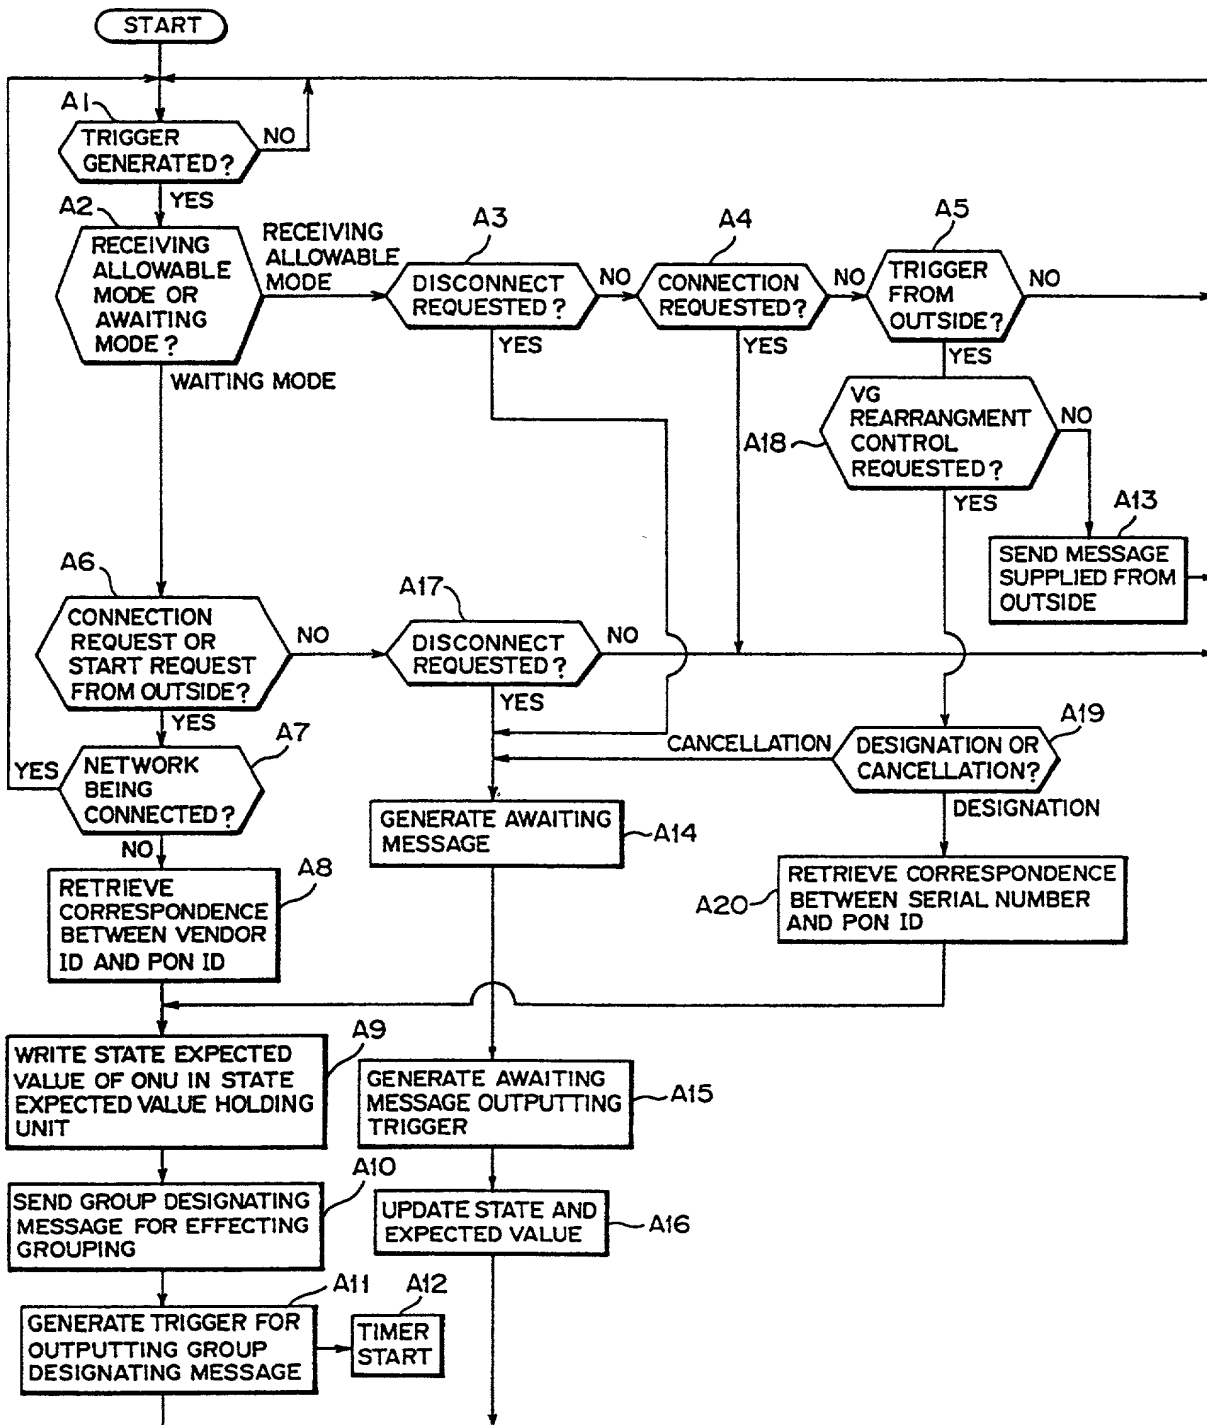 START
A1
TRIGGER
GENERATED?
NO
YES
A2
RECEIVING
ALLOWABLE
MODE OR
AWAITING
MODE?
RECEIVING
ALLOWABLE
MODE
WAITING MODE
A3
DISCONNECT
REQUESTED?
NO
YES
A4
CONNECTION
REQUESTED?
NO
YES
A5
TRIGGER
FROM
OUTSIDE?
NO
YES
A18
VG
REARRANGMENT
CONTROL
REQUESTED?
NO
YES
A13
SEND MESSAGE
SUPPLIED FROM
OUTSIDE
A6
CONNECTION
REQUEST OR
START REQUEST
FROM OUTSIDE?
NO
YES
A17
DISCONNECT
REQUESTED?
NO
YES
A7
NETWORK
BEING
CONNECTED?
YES
NO
A19
DESIGNATION OR
CANCELLATION?
CANCELLATION
DESIGNATION
GENERATE AWAITING
MESSAGE
A14
A8
RETRIEVE
CORRESPONDENCE
BETWEEN VENDOR
ID AND PON ID
A20
RETRIEVE CORRESPONDENCE
BETWEEN SERIAL NUMBER
AND PON ID
A9
WRITE STATE EXPECTED
VALUE OF ONU IN STATE
EXPECTED VALUE HOLDING
UNIT
GENERATE AWAITING
MESSAGE OUTPUTTING
TRIGGER
A15
A10
SEND GROUP DESIGNATING
MESSAGE FOR EFFECTING
GROUPING
UPDATE STATE AND
EXPECTED VALUE
A16
A11
GENERATE TRIGGER FOR
OUTPUTTING GROUP
DESIGNATING MESSAGE
A12
TIMER
START